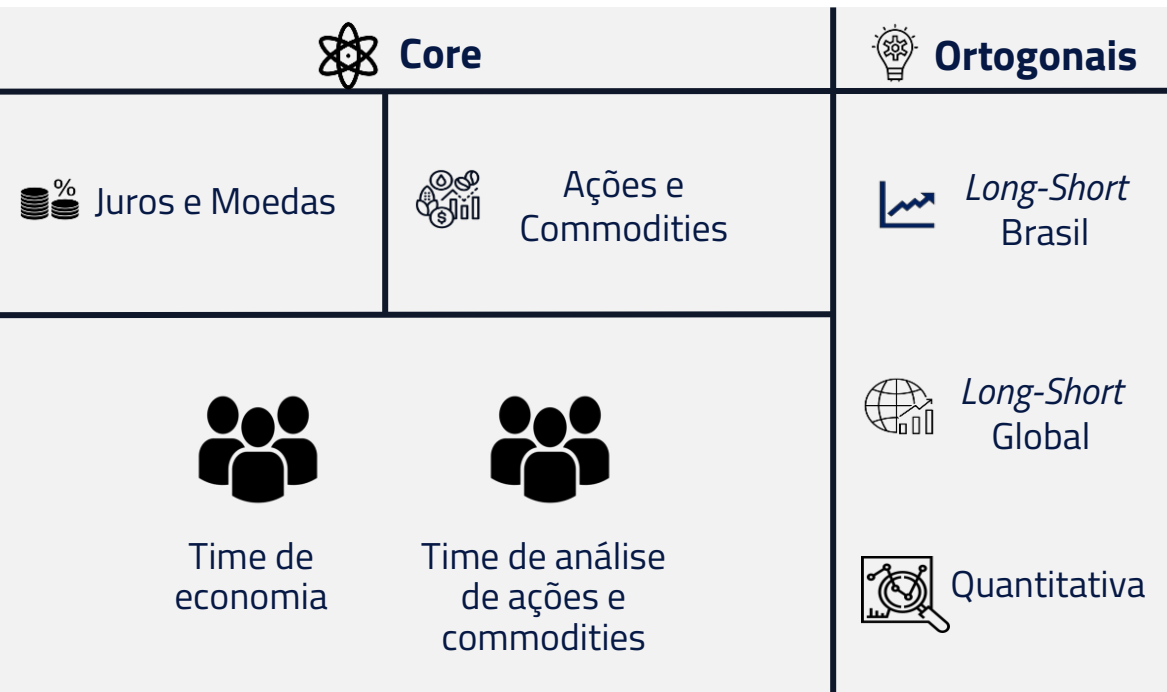 Core
Ortogonais
%
Juros e Moedas
$
Ações e
Commodities
Long-Short
Brasil
Long-Short
Global
Quantitativa
Time de
economia
Time de análise
de ações e
commodities